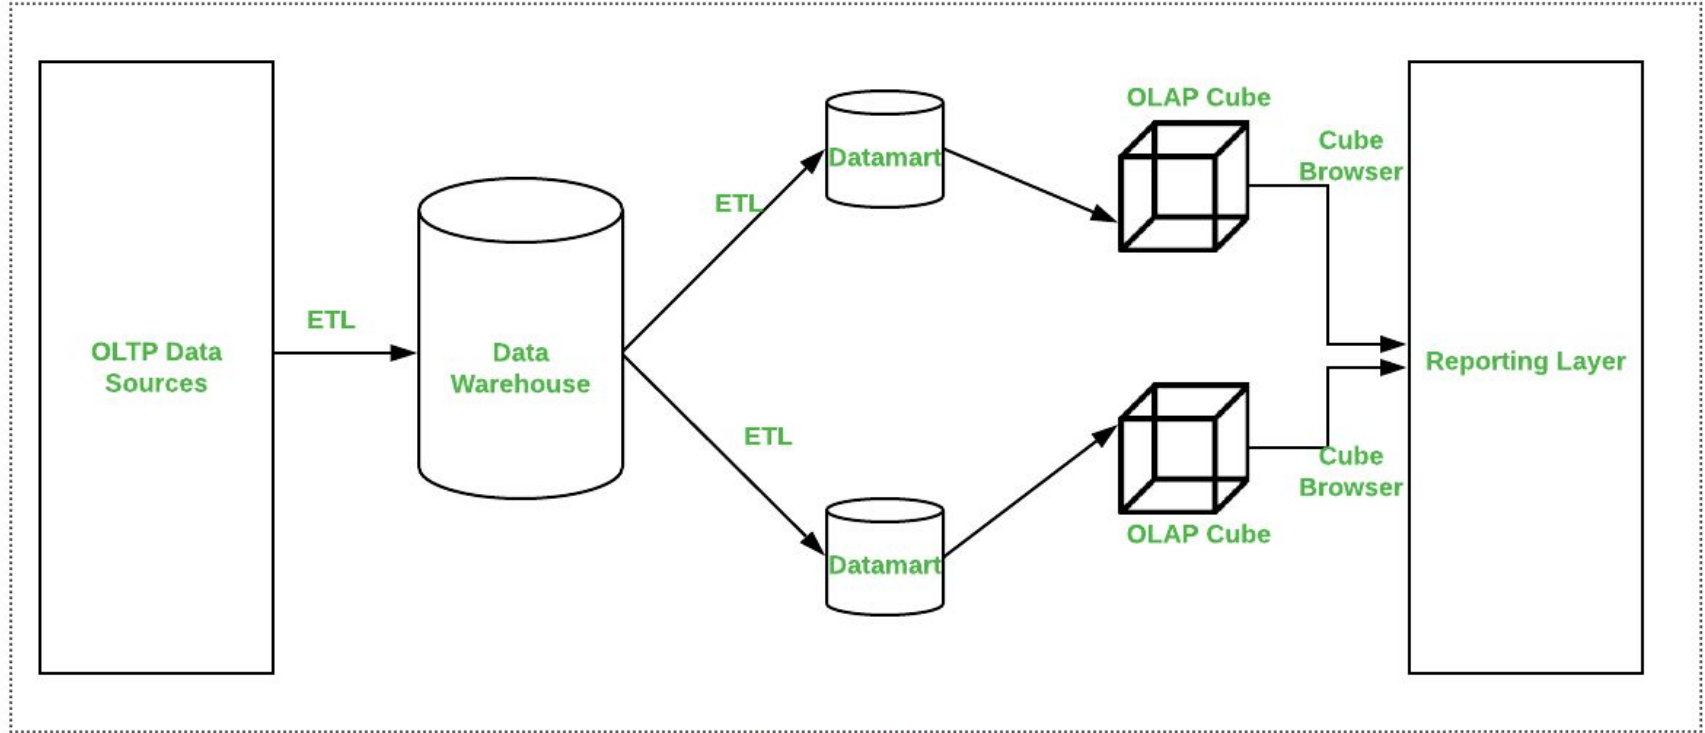 OLTP Data
Sources
ETL
Data
Warehouse
ETL
ETL
Datamart
Datamart
OLAP Cube
OLAP Cube
Cube
Browser
Cube
Browser
Reporting Layer